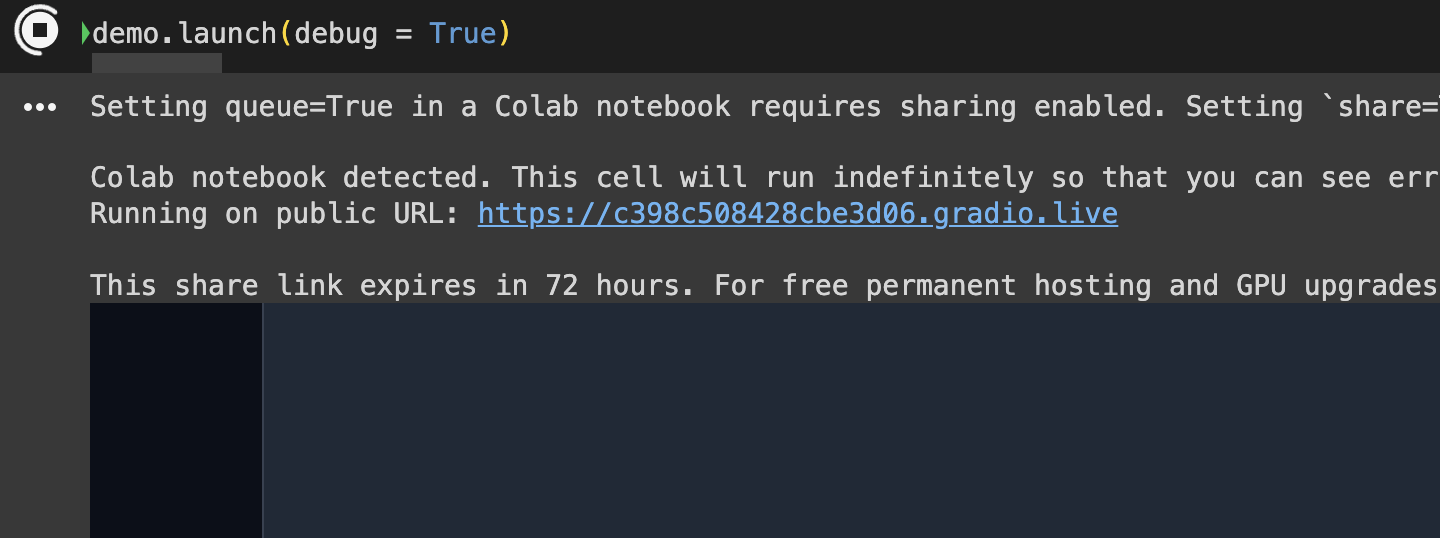 demo.launch(debug = True)
Setting queue=True in a Colab notebook requires sharing enabled. Setting `share=
Colab notebook detected. This cell will run indefinitely so that you can see err
Running on public URL: https://c398c508428cbe3d06.gradio.live
This share link expires in 72 hours. For free permanent hosting and GPU upgrades